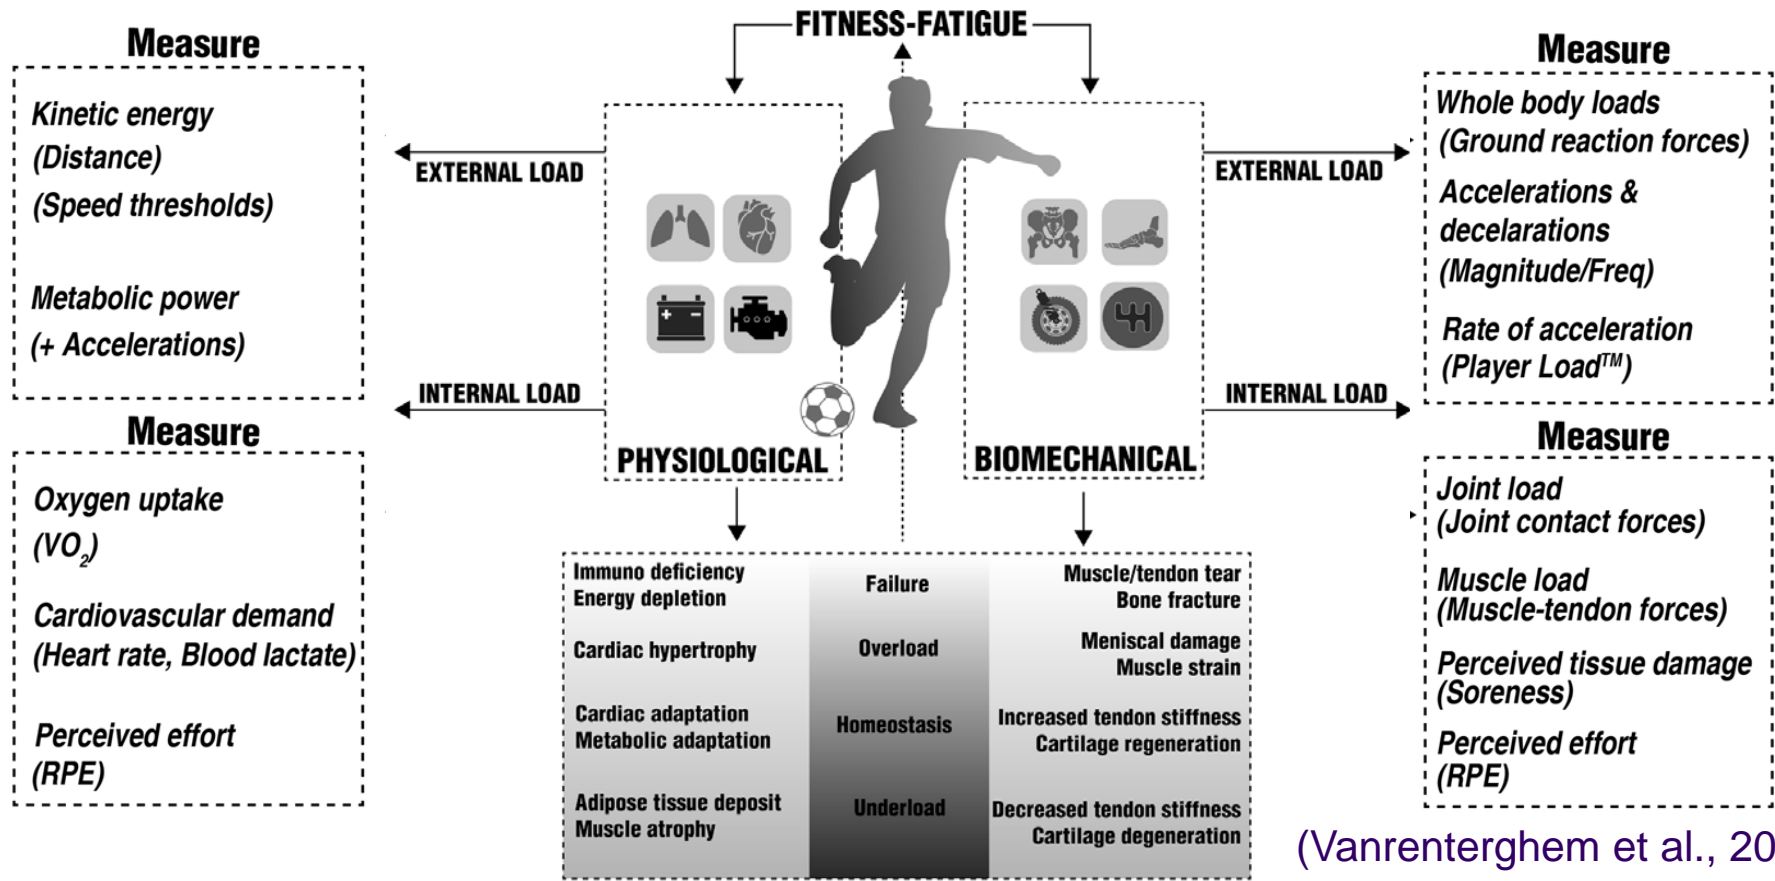 FITNESS-FATIGUE
Measure
Kinetic energy
(Distance)
(Speed thresholds)
Metabolic power
(+ Accelerations)
Measure
Oxygen uptake
(VO2)
Cardiovascular demand
(Heart rate, Blood lactate)
Perceived effort
(RPE)
EXTERNAL LOAD
INTERNAL LOAD
PHYSIOLOGICAL
BIOMECHANICAL
EXTERNAL LOAD
INTERNAL LOAD
Measure
Whole body loads
(Ground reaction forces)
Accelerations &
decelarations
(Magnitude/Freq)
Rate of acceleration
(Player Load™)
Measure
Joint load
(Joint contact forces)
Muscle load
(Muscle-tendon forces)
Perceived tissue damage
(Soreness)
Perceived effort
(RPE)
Immuno deficiency
Energy depletion
Failure
Muscle/tendon tear
Bone fracture
Cardiac hypertrophy
Overload
Meniscal damage
Muscle strain
Cardiac adaptation
Metabolic adaptation
Homeostasis
Increased tendon stiffness
Cartilage regeneration
Adipose tissue deposit
Muscle atrophy
Underload
Decreased tendon stiffness
Cartilage degeneration
(Vanrenterghem et al., 20